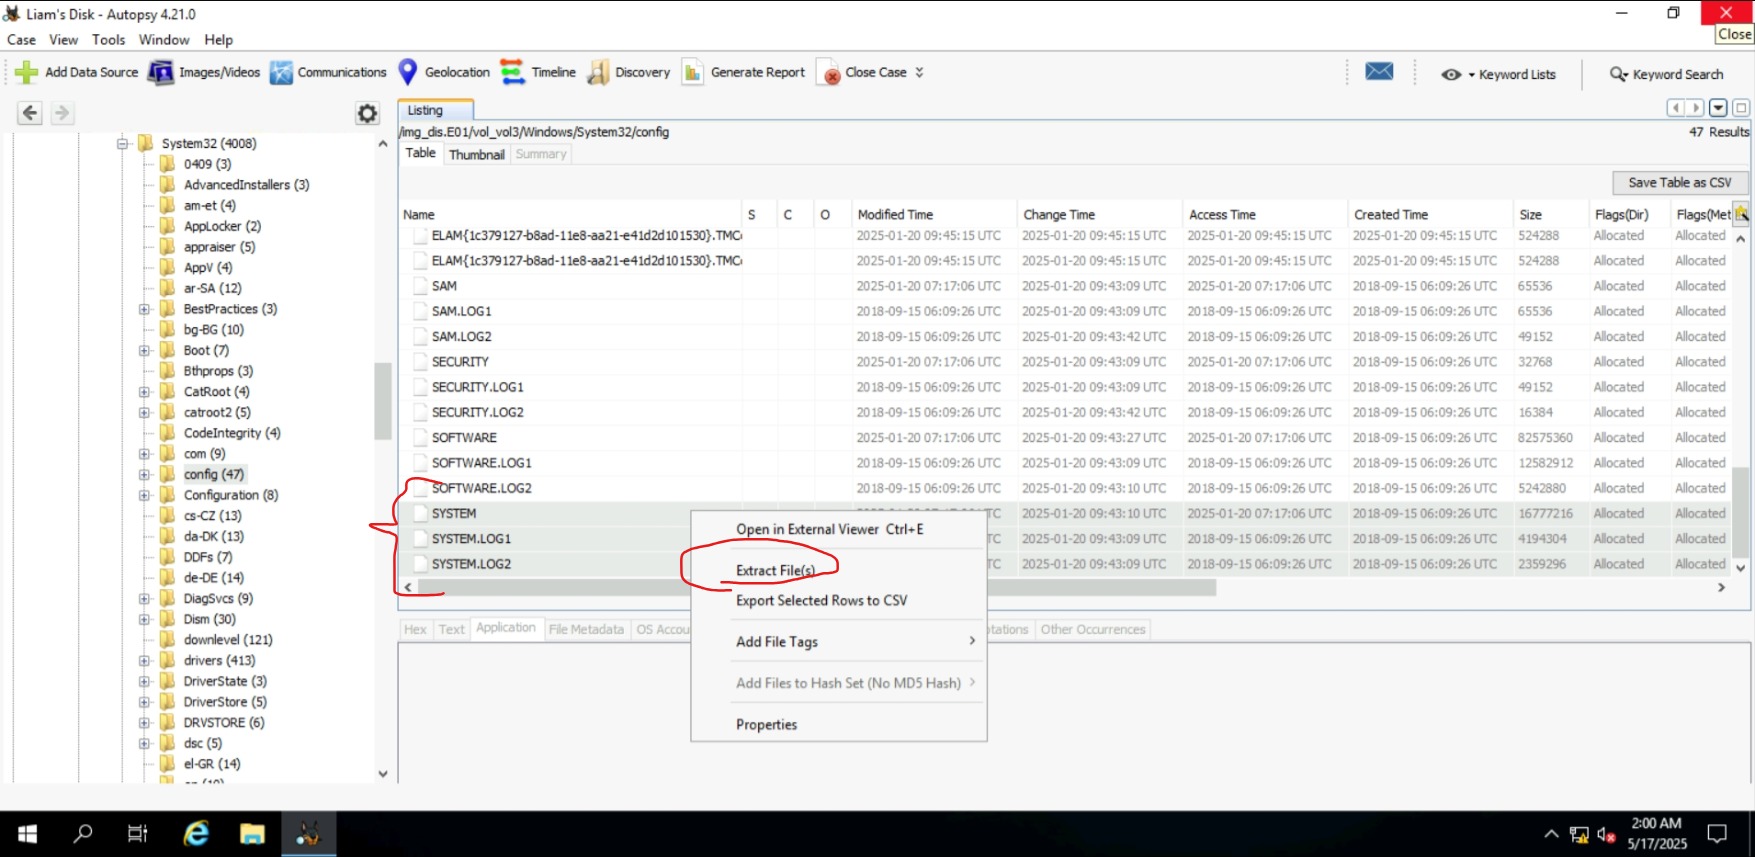 Liam's Disk - Autopsy 4.21.0
Close
Case View Tools Window Help
Add Data Source Images/Videos Communications Geolocation Timeline Discovery Generate Report Close Case Keyword Lists Keyword Search
Listing
/img_dis.E01/vol_vol3/Windows/System32/config
47 Results
Table Thumbnail Summary
Save Table as CSV
Name S C O Modified Time Change Time Access Time Created Time Size Flags(Dir) Flags(Met
ELAM{1c379127-b8ad-11e8-aa21-e41d2d101530}.TMC 2025-01-20 09:45:15 UTC 2025-01-20 09:45:15 UTC 2025-01-20 09:45:15 UTC 2025-01-20 09:45:15 UTC 524288 Allocated Allocated
ELAM{1c379127-b8ad-11e8-aa21-e41d2d101530}.TMC 2025-01-20 09:45:15 UTC 2025-01-20 09:45:15 UTC 2025-01-20 09:45:15 UTC 2025-01-20 09:45:15 UTC 524288 Allocated Allocated
SAM 2025-01-20 07:17:06 UTC 2025-01-20 09:43:09 UTC 2025-01-20 07:17:06 UTC 2018-09-15 06:09:26 UTC 65536 Allocated Allocated
SAM.LOG1 2018-09-15 06:09:26 UTC 2025-01-20 09:43:09 UTC 2018-09-15 06:09:26 UTC 2018-09-15 06:09:26 UTC 65536 Allocated Allocated
SAM.LOG2 2018-09-15 06:09:26 UTC 2025-01-20 09:43:42 UTC 2018-09-15 06:09:26 UTC 2018-09-15 06:09:26 UTC 49152 Allocated Allocated
SECURITY 2025-01-20 07:17:06 UTC 2025-01-20 09:43:09 UTC 2025-01-20 07:17:06 UTC 2018-09-15 06:09:26 UTC 32768 Allocated Allocated
SECURITY.LOG1 2018-09-15 06:09:26 UTC 2025-01-20 09:43:09 UTC 2018-09-15 06:09:26 UTC 2018-09-15 06:09:26 UTC 49152 Allocated Allocated
SECURITY.LOG2 2018-09-15 06:09:26 UTC 2025-01-20 09:43:42 UTC 2018-09-15 06:09:26 UTC 2018-09-15 06:09:26 UTC 16384 Allocated Allocated
SOFTWARE 2025-01-20 07:17:06 UTC 2025-01-20 09:43:27 UTC 2025-01-20 07:17:06 UTC 2018-09-15 06:09:26 UTC 82575360 Allocated Allocated
SOFTWARE.LOG1 2018-09-15 06:09:26 UTC 2025-01-20 09:43:09 UTC 2018-09-15 06:09:26 UTC 2018-09-15 06:09:26 UTC 12582912 Allocated Allocated
SOFTWARE.LOG2 2018-09-15 06:09:26 UTC 2025-01-20 09:43:10 UTC 2018-09-15 06:09:26 UTC 2018-09-15 06:09:26 UTC 5242880 Allocated Allocated
SYSTEM TC 2025-01-20 09:43:10 UTC 2025-01-20 07:17:06 UTC 2018-09-15 06:09:26 UTC 16777216 Allocated Allocated
SYSTEM.LOG1 TC 2025-01-20 09:43:09 UTC 2018-09-15 06:09:26 UTC 2018-09-15 06:09:26 UTC 4194304 Allocated Allocated
SYSTEM.LOG2 TC 2025-01-20 09:43:09 UTC 2018-09-15 06:09:26 UTC 2018-09-15 06:09:26 UTC 2359296 Allocated Allocated
Open in External Viewer Ctrl+E
Extract File(s)
Export Selected Rows to CSV
Add File Tags
Add Files to Hash Set (No MD5 Hash)
Properties
Hex Text Application File Metadata OS Accou otations Other Occurrences
System32 (4008)
0409 (3)
AdvancedInstallers (3)
am-et (4)
AppLocker (2)
appraiser (5)
AppV (4)
ar-SA (12)
BestPractices (3)
bg-BG (10)
Boot (7)
Bthprops (3)
CatRoot (4)
catroot2 (5)
CodeIntegrity (4)
com (9)
config (47)
Configuration (8)
cs-CZ (13)
da-DK (13)
DDFs (7)
de-DE (14)
DiagSvcs (9)
Dism (30)
downlevel (121)
drivers (413)
DriverState (3)
DriverStore (5)
DRVSTORE (6)
dsc (5)
el-GR (14)
2:00 AM
5/17/2025